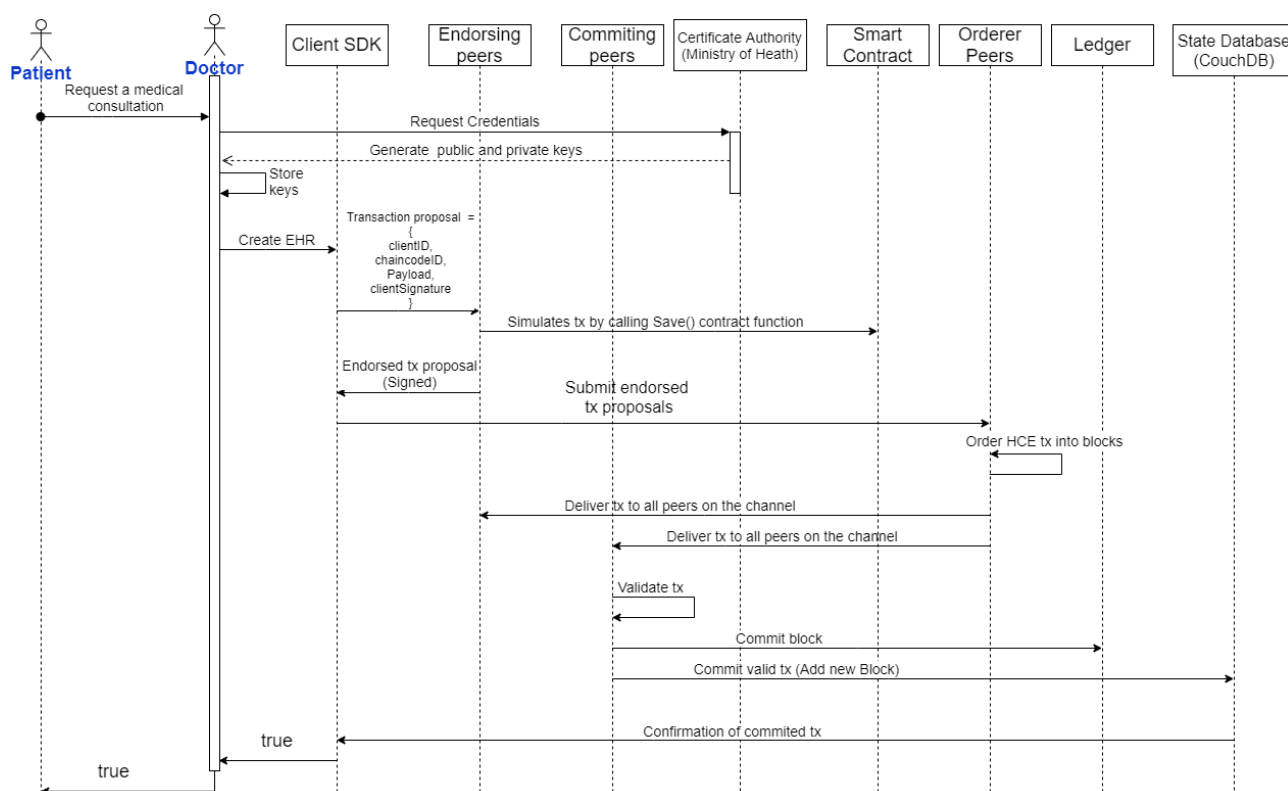 Patient
Doctor
Client SDK
Endorsing
peers
Commiting
peers
Certificate Authority
(Ministry of Heath)
Smart
Contract
Orderer
Peers
Ledger
State Database
(CouchDB)
Request a medical
consultation
Request Credentials
Generate public and private keys
Store
keys
Transaction proposal =
{
clientID,
chaincodeID,
Payload,
clientSignature
}
Create EHR
Simulates tx by calling Save() contract function
Endorsed tx proposal
(Signed)
Submit endorsed
tx proposals
Order HCE tx into blocks
Deliver tx to all peers on the channel
Deliver tx to all peers on the channel
Validate tx
Commit block
Commit valid tx (Add new Block)
Confirmation of commited tx
true
true